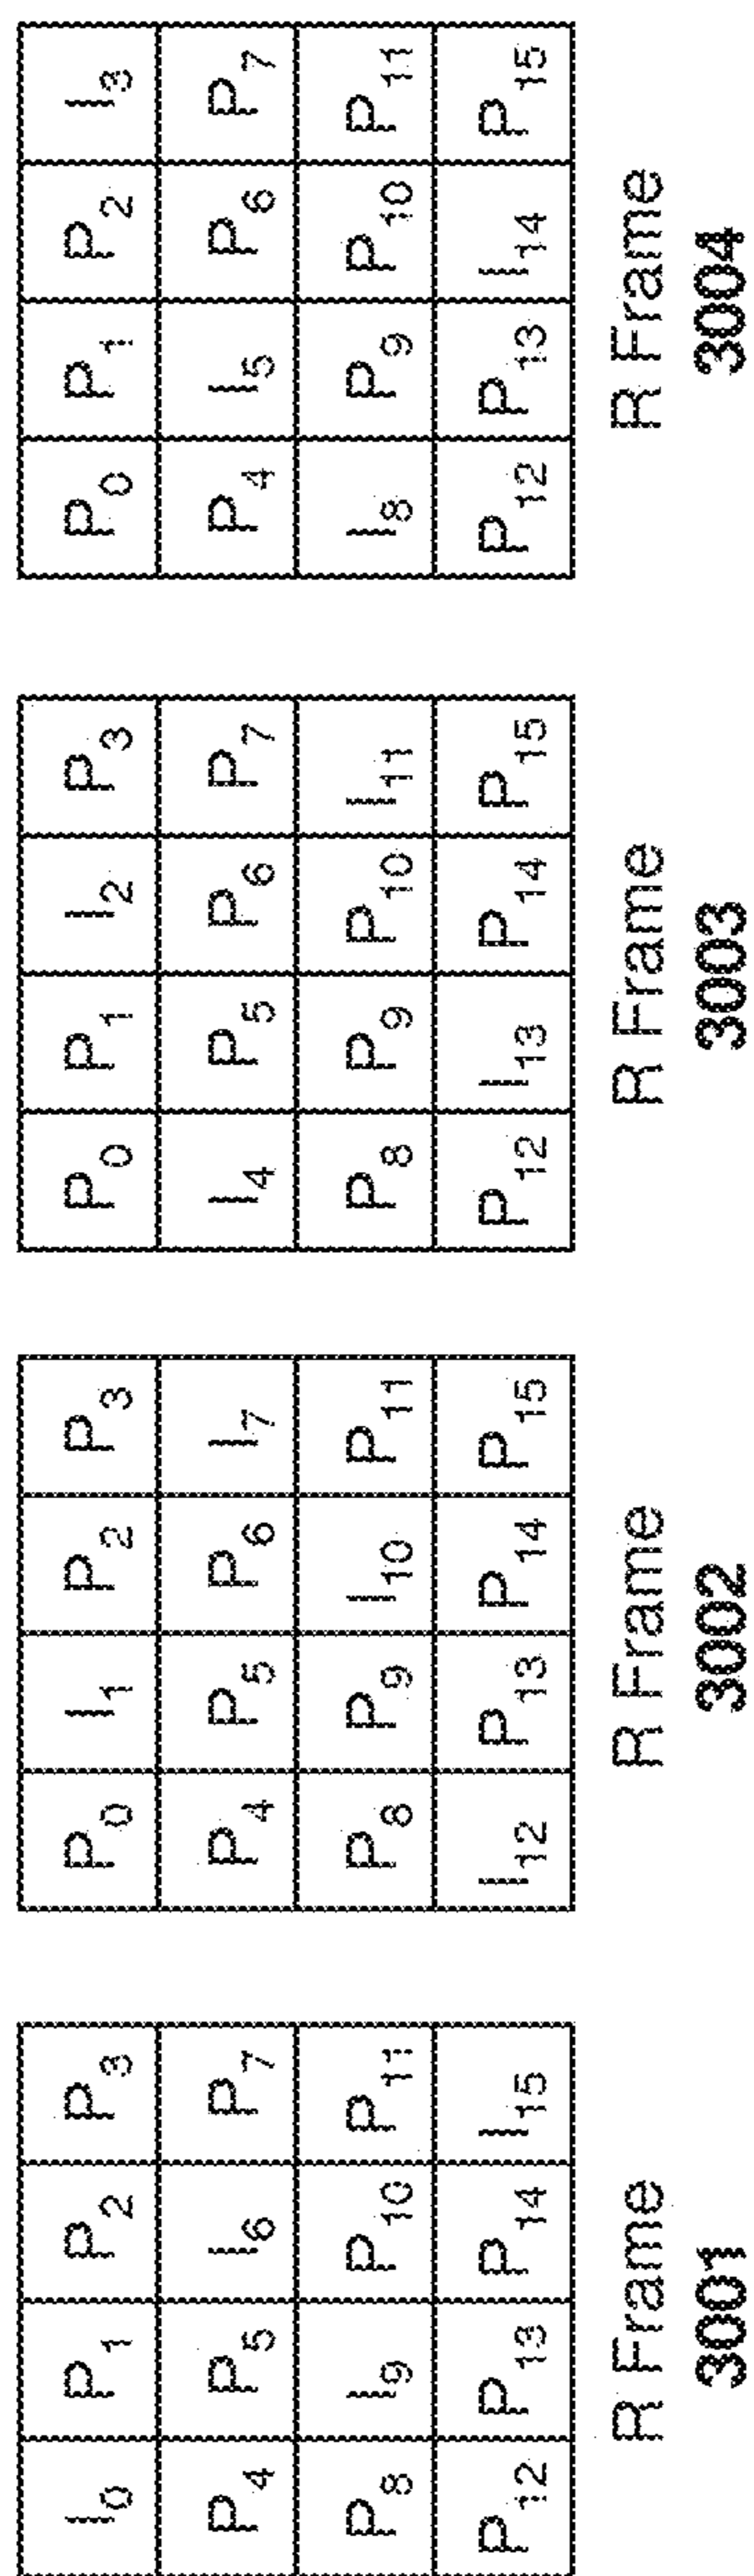 I0 P1 P2 P3
P4 P5 I6 P7
P8 I9 P10 P11
P12 P13 P14 I15
R Frame
3001
P0 I1 P2 P3
P4 P5 P6 I7
P8 P9 I10 P11
I12 P13 P14 P15
R Frame
3002
P0 P1 I2 P3
I4 P5 P6 P7
P8 P9 P10 I11
P12 I13 P14 P15
R Frame
3003
P0 P1 P2 I3
P4 I5 P6 P7
I8 P9 P10 P11
P12 P13 I14 P15
R Frame
3004